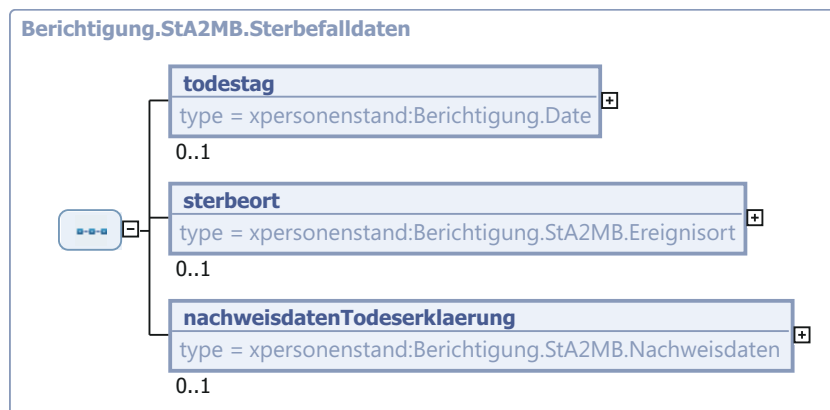 Berichtigung.StA2MB.Sterbefalldaten
todestag
type = xpersonenstand:Berichtigung.Date
0..1
sterbeort
type = xpersonenstand:Berichtigung.StA2MB.Ereignisort
0..1
nachweisdatenTodeserklaerung
type = xpersonenstand:Berichtigung.StA2MB.Nachweisdaten
0..1